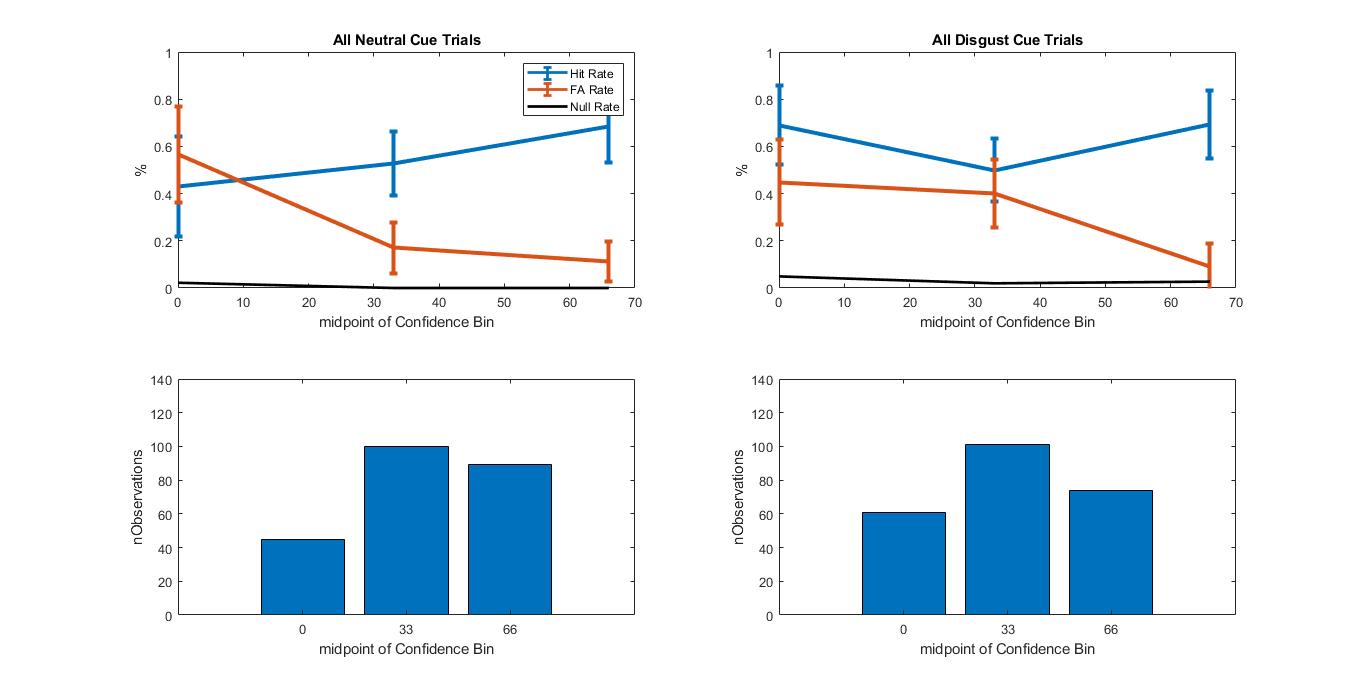 All Neutral Cue Trials
1
0.8
0.6
0.4
0.2
0
%
Hit Rate
FA Rate
Null Rate
0 10 20 30 40 50 60 70
midpoint of Confidence Bin
All Disgust Cue Trials
1
0.8
0.6
0.4
0.2
0
%
0 10 20 30 40 50 60 70
midpoint of Confidence Bin
140
120
100
80
60
40
20
0
nObservations
0 33 66
midpoint of Confidence Bin
140
120
100
80
60
40
20
0
nObservations
0 33 66
midpoint of Confidence Bin